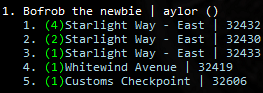 1. Bofrob the newbie | aylor ()
1. (4)Starlight Way - East | 32432
2. (2)Starlight Way - East | 32430
3. (1)Starlight Way - East | 32433
4. (1)Whitewind Avenue | 32419
5. (1)Customs Checkpoint | 32606